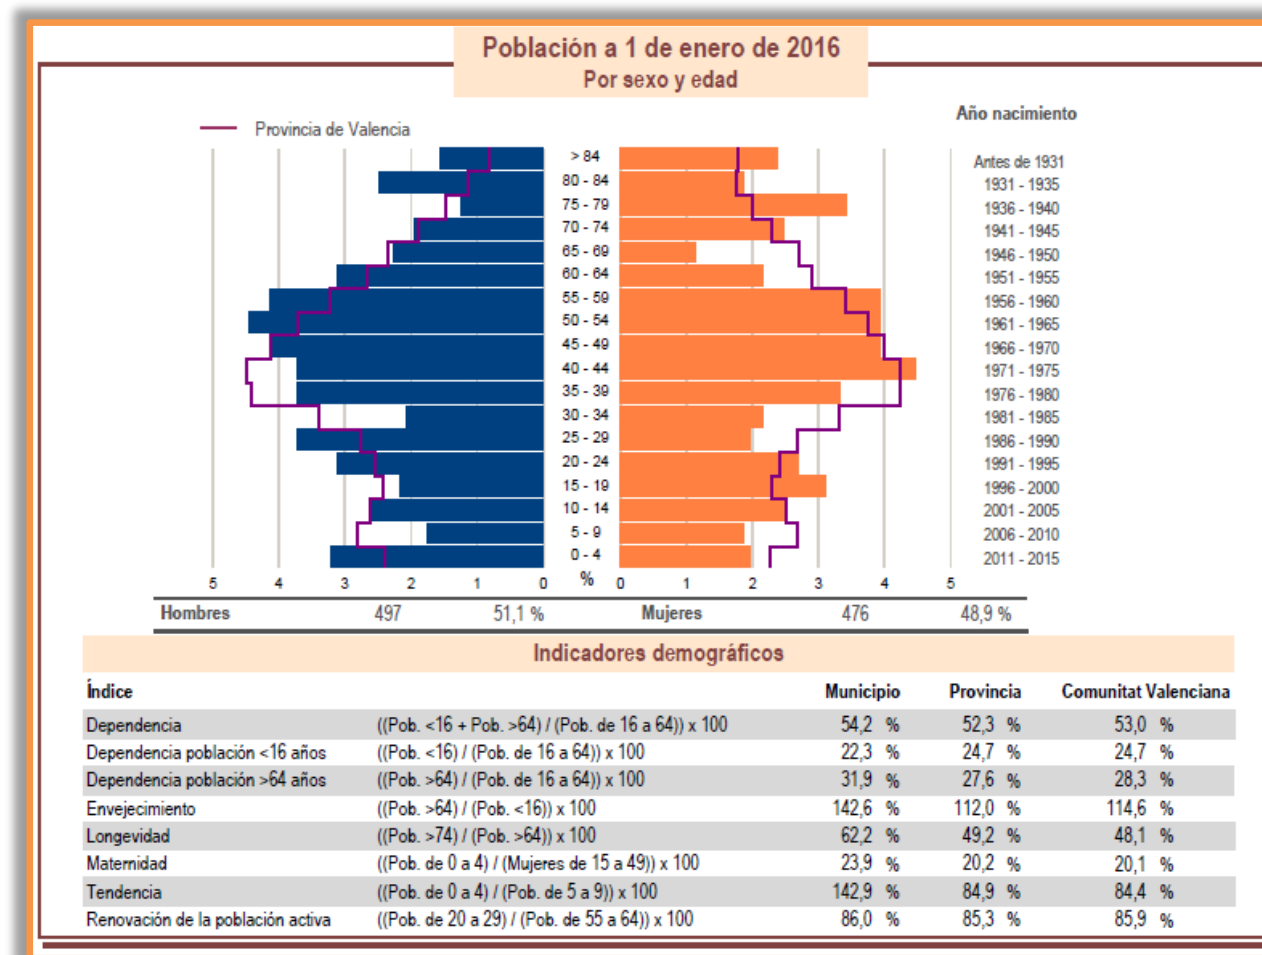 Población a 1 de enero de 2016
Por sexo y edad
Año nacimiento
Provincia de Valencia
> 84 Antes de 1931
80 - 84 1931 - 1935
75 - 79 1936 - 1940
70 - 74 1941 - 1945
65 - 69 1946 - 1950
60 - 64 1951 - 1955
55 - 59 1956 - 1960
50 - 54 1961 - 1965
45 - 49 1966 - 1970
40 - 44 1971 - 1975
35 - 39 1976 - 1980
30 - 34 1981 - 1985
25 - 29 1986 - 1990
20 - 24 1991 - 1995
15 - 19 1996 - 2000
10 - 14 2001 - 2005
5 - 9 2006 - 2010
0 - 4 2011 - 2015
5 4 3 2 1 0 % 0 1 2 3 4 5
Hombres 497 51,1 % Mujeres 476 48,9 %
Indicadores demográficos
Índice Municipio Provincia Comunitat Valenciana
Dependencia ((Pob. <16 + Pob. >64) / (Pob. de 16 a 64)) x 100 54,2 % 52,3 % 53,0 %
Dependencia población <16 años ((Pob. <16) / (Pob. de 16 a 64)) x 100 22,3 % 24,7 % 24,7 %
Dependencia población >64 años ((Pob. >64) / (Pob. de 16 a 64)) x 100 31,9 % 27,6 % 28,3 %
Envejecimiento ((Pob. >64) / (Pob. <16)) x 100 142,6 % 112,0 % 114,6 %
Longevidad ((Pob. >74) / (Pob. >64)) x 100 62,2 % 49,2 % 48,1 %
Maternidad ((Pob. de 0 a 4) / (Mujeres de 15 a 49)) x 100 23,9 % 20,2 % 20,1 %
Tendencia ((Pob. de 0 a 4) / (Pob. de 5 a 9)) x 100 142,9 % 84,9 % 84,4 %
Renovación de la población activa ((Pob. de 20 a 29) / (Pob. de 55 a 64)) x 100 86,0 % 85,3 % 85,9 %